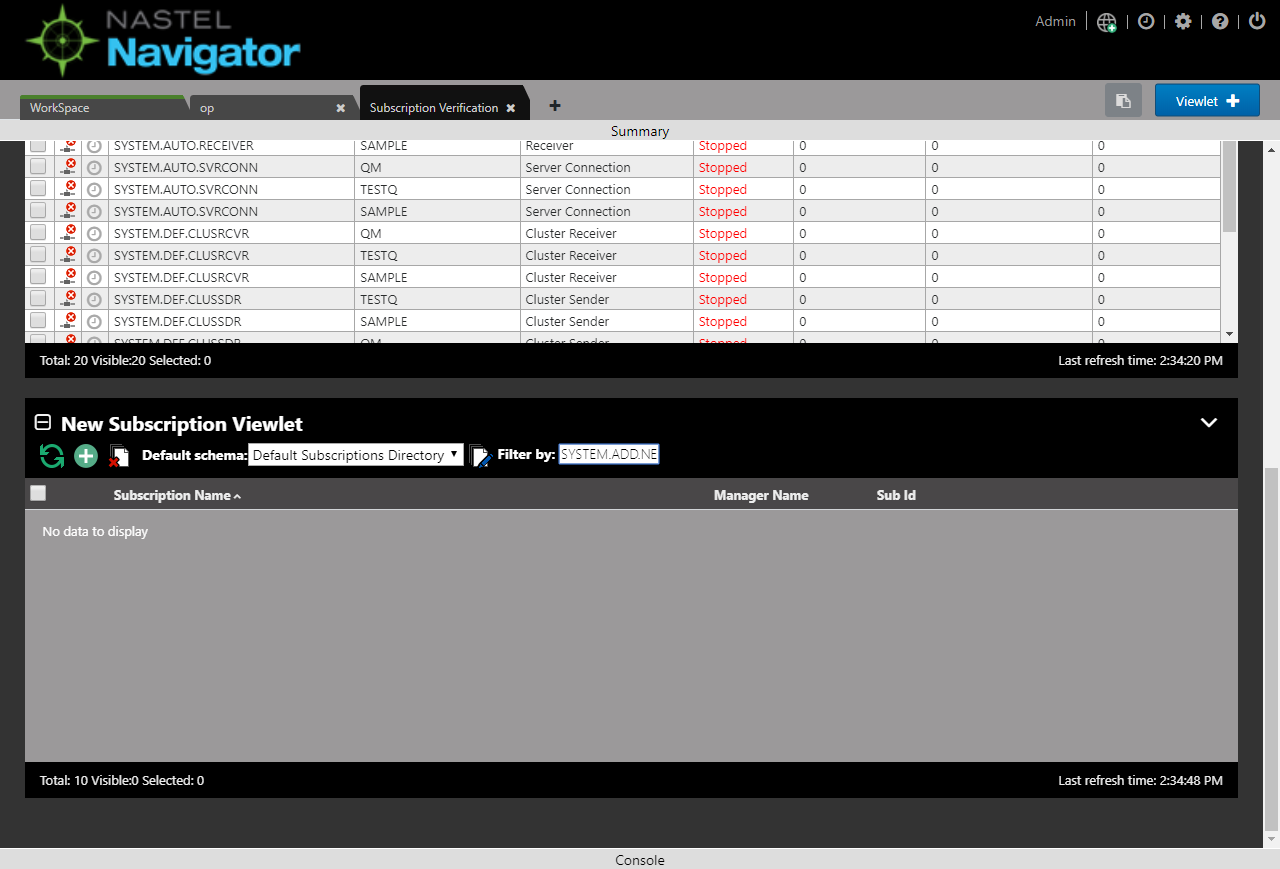 NASTEL
Navigator
Admin
WorkSpace op Subscription Verification Viewlet
Summary
SYSTEM.AUTO.RECEIVER SAMPLE Receiver Stopped 0 0 0
SYSTEM.AUTO.SVRCONN QM Server Connection Stopped 0 0 0
SYSTEM.AUTO.SVRCONN TESTQ Server Connection Stopped 0 0 0
SYSTEM.AUTO.SVRCONN SAMPLE Server Connection Stopped 0 0 0
SYSTEM.DEF.CLUSRCVR QM Cluster Receiver Stopped 0 0 0
SYSTEM.DEF.CLUSRCVR TESTQ Cluster Receiver Stopped 0 0 0
SYSTEM.DEF.CLUSRCVR SAMPLE Cluster Receiver Stopped 0 0 0
SYSTEM.DEF.CLUSSDR TESTQ Cluster Sender Stopped 0 0 0
SYSTEM.DEF.CLUSSDR SAMPLE Cluster Sender Stopped 0 0 0
SYSTEM.DEF.CLUSSDR QM Cluster Sender Stopped 0 0 0
Total: 20 Visible:20 Selected: 0 Last refresh time: 2:34:20 PM
New Subscription Viewlet
Default schema: Default Subscriptions Directory Filter by: SYSTEM.ADD.NE
Subscription Name Manager Name Sub Id
No data to display
Total: 10 Visible:0 Selected: 0 Last refresh time: 2:34:48 PM
Console